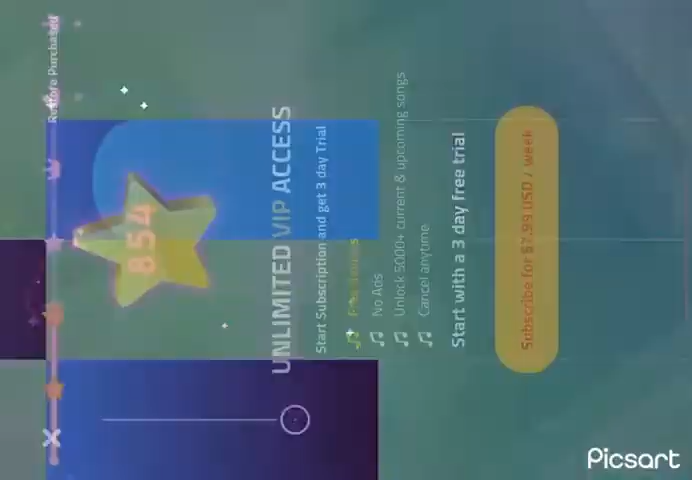 Restore Purchased
854
UNLIMITED VIP ACCESS
Start Subscription and get 3 day Trial
No Ads
Unlock 5000+ current & upcoming songs
Cancel anytime
Start with a 3 day free trial
Subscribe for $7.99 USD / week
Picsart